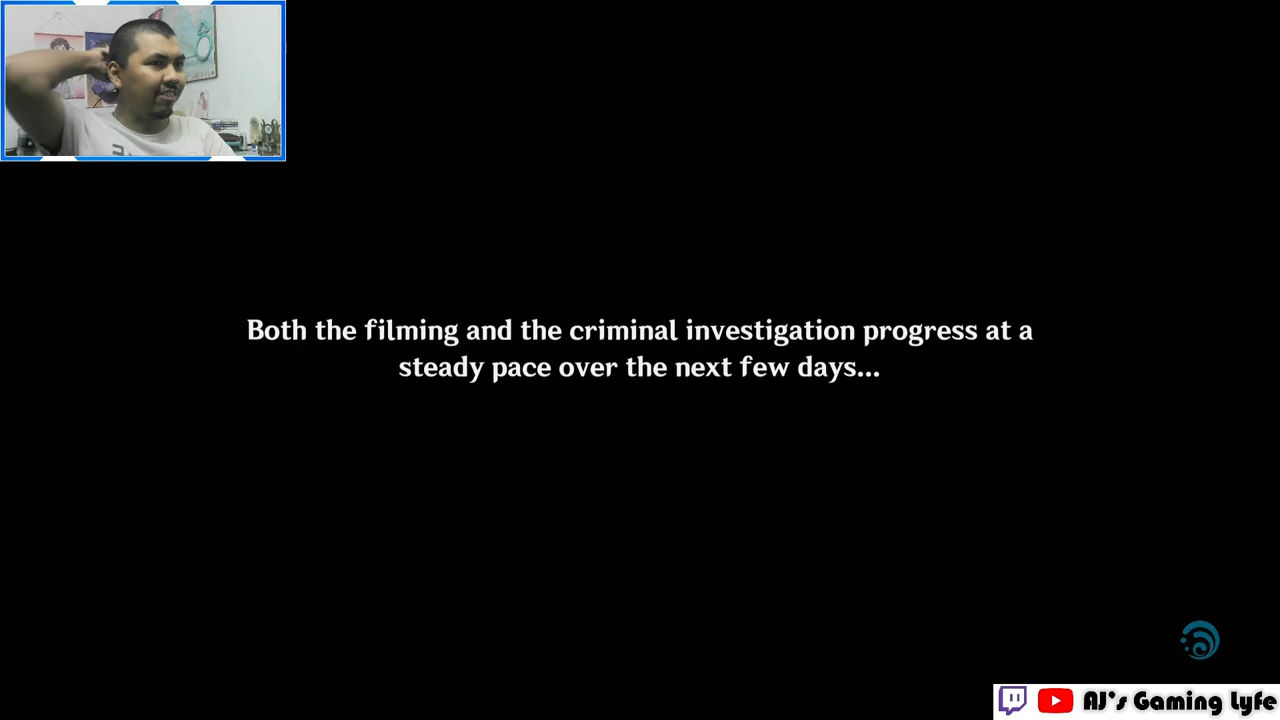 Both the filming and the criminal investigation progress at a
steady pace over the next few days...
AJ's Gaming Lyfe